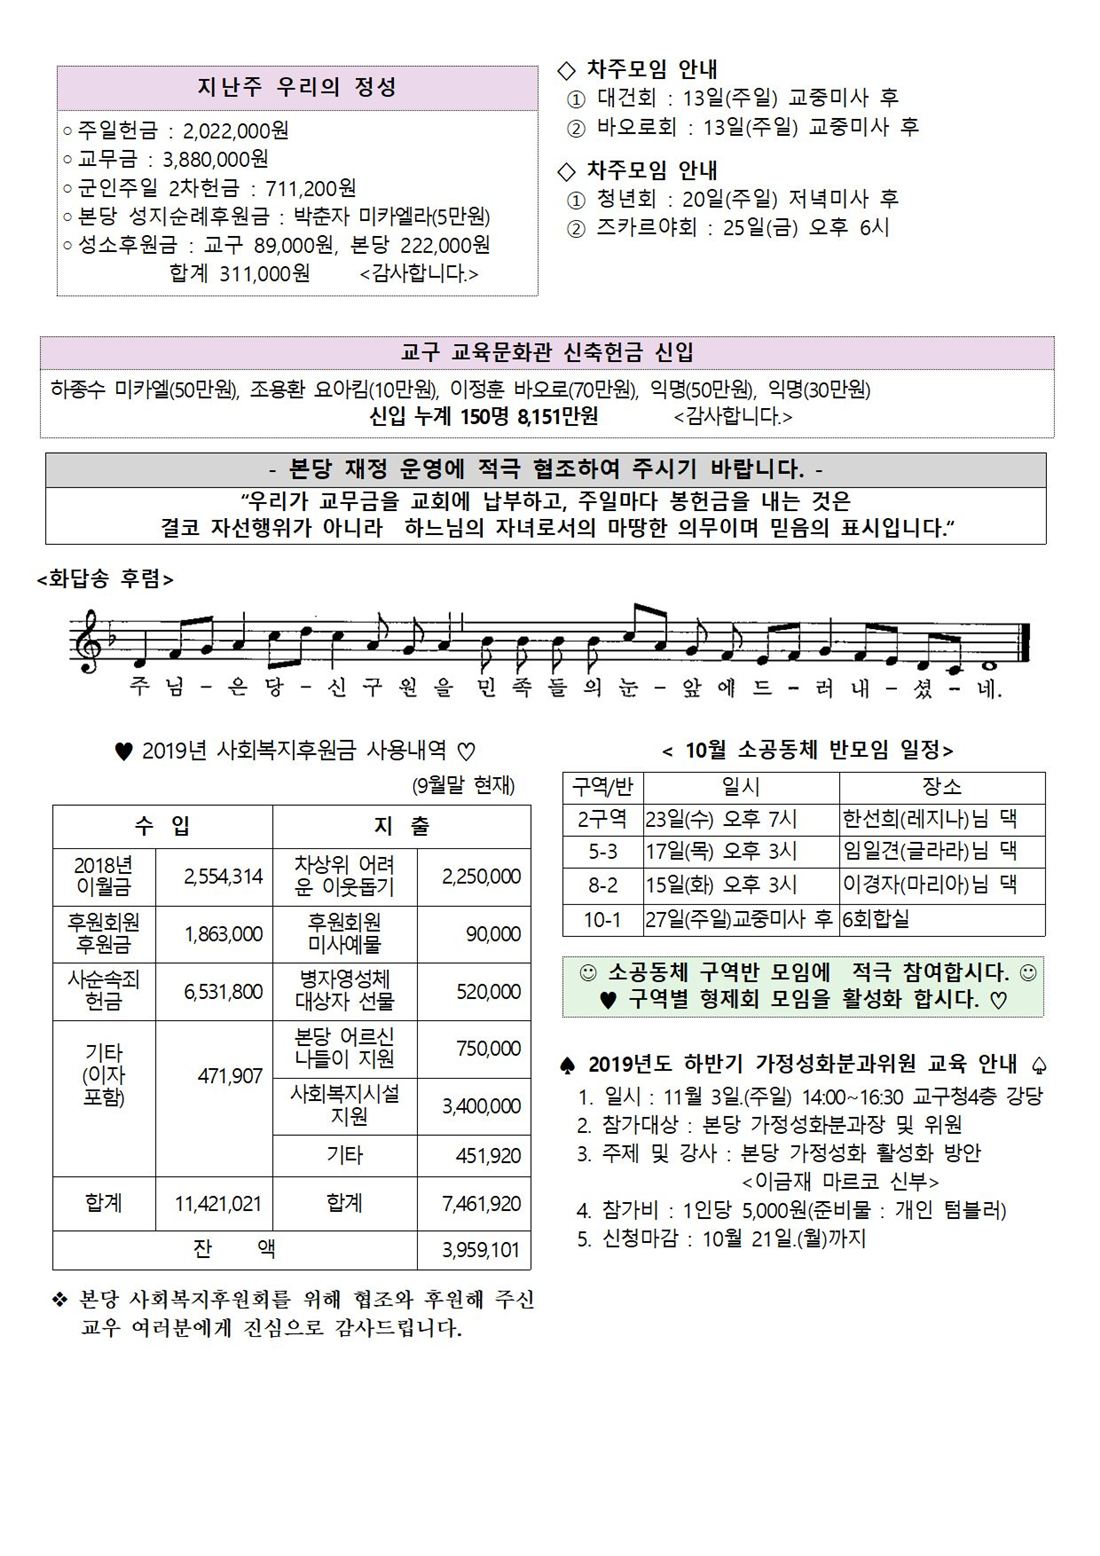 지난주 우리의 정성
○ 주일헌금 : 2,022,000원
○ 교무금 : 3,880,000원
○ 군인주일 2차헌금 : 711,200원
○ 본당 성지순례후원금 : 박춘자 미카엘라(5만원)
○ 성소후원금 : 교구 89,000원, 본당 222,000원
합계 311,000원 <감사합니다.>
◇ 차주모임 안내
① 대건회 : 13일(주일) 교중미사 후
② 바오로회 : 13일(주일) 교중미사 후
◇ 차주모임 안내
① 청년회 : 20일(주일) 저녁미사 후
② 즈카르야회 : 25일(금) 오후 6시
교구 교육문화관 신축헌금 신입
하종수 미카엘(50만원), 조용환 요아킴(10만원), 이정훈 바오로(70만원), 익명(50만원), 익명(30만원)
신입 누계 150명 8,151만원 <감사합니다.>
- 본당 재정 운영에 적극 협조하여 주시기 바랍니다. -
“우리가 교무금을 교회에 납부하고, 주일마다 봉헌금을 내는 것은
결코 자선행위가 아니라 하느님의 자녀로서의 마땅한 의무이며 믿음의 표시입니다.“
<화답송 후렴>
주 님 - 은 당 - 신 구 원 을 민 족 들 의 눈 - 앞 에 드 - 러 내 - 셨 - 네.
♥ 2019년 사회복지후원금 사용내역 ♡
(9월말 현재)
수 입 지 출
2018년 이월금 2,554,314 차상위 어려운 이웃돕기 2,250,000
후원회원 후원금 1,863,000 후원회원 미사예물 90,000
사순속죄 헌금 6,531,800 병자영성체 대상자 선물 520,000
기타 (이자 포함) 471,907 본당 어르신 나들이 지원 750,000
사회복지시설 지원 3,400,000
기타 451,920
합계 11,421,021 합계 7,461,920
잔 액 3,959,101
❖ 본당 사회복지후원회를 위해 협조와 후원해 주신
교우 여러분에게 진심으로 감사드립니다.
< 10월 소공동체 반모임 일정>
구역/반 일시 장소
2구역 23일(수) 오후 7시 한선희(레지나)님 댁
5-3 17일(목) 오후 3시 임일견(글라라)님 댁
8-2 15일(화) 오후 3시 이경자(마리아)님 댁
10-1 27일(주일)교중미사 후 6회합실
☺ 소공동체 구역반 모임에 적극 참여합시다. ☺
♥ 구역별 형제회 모임을 활성화 합시다. ♡
♠ 2019년도 하반기 가정성화분과위원 교육 안내 ♤
1. 일시 : 11월 3일.(주일) 14:00~16:30 교구청4층 강당
2. 참가대상 : 본당 가정성화분과장 및 위원
3. 주제 및 강사 : 본당 가정성화 활성화 방안
<이금재 마르코 신부>
4. 참가비 : 1인당 5,000원(준비물 : 개인 텀블러)
5. 신청마감 : 10월 21일.(월)까지